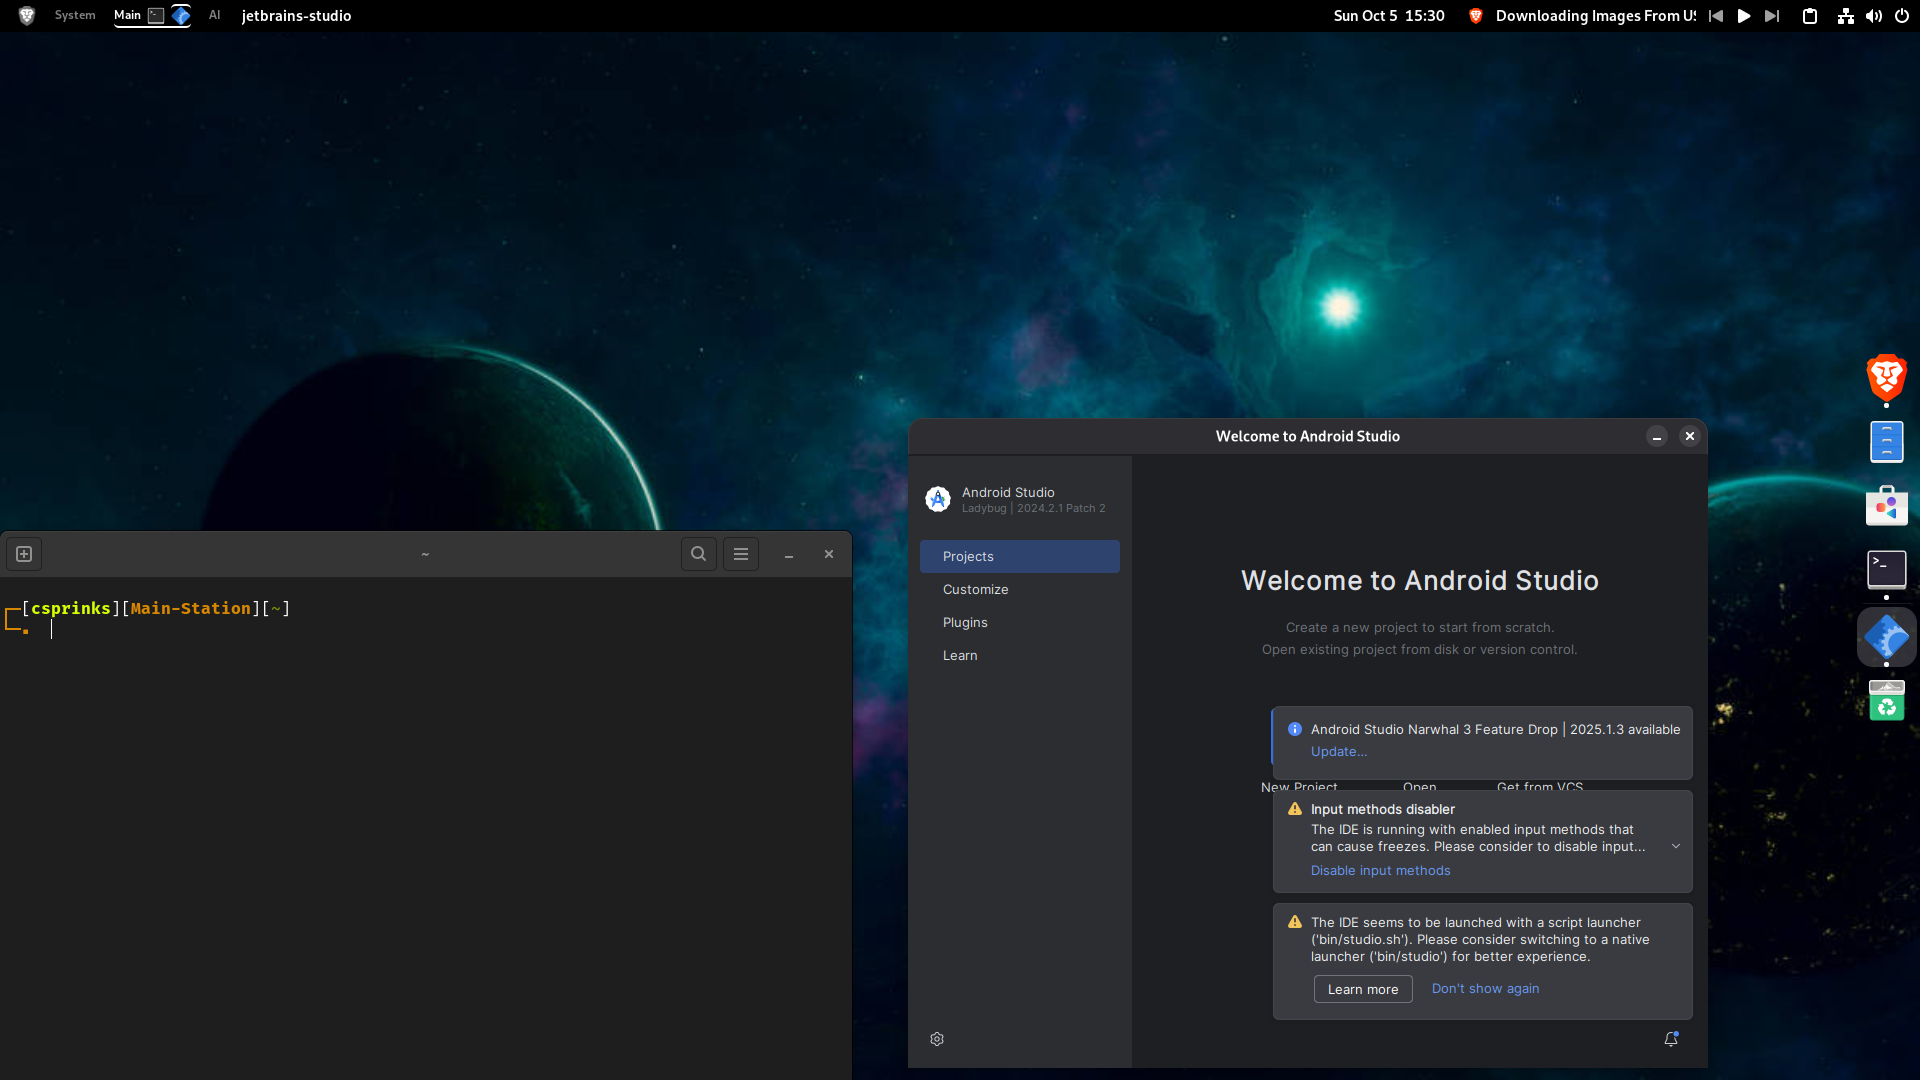 System
Main
AI
jetbrains-studio
Sun Oct 5 15:30
Downloading Images From US
~
[csprinks][Main-Station][~]
Welcome to Android Studio
Android Studio
Ladybug | 2024.2.1 Patch 2
Projects
Customize
Plugins
Learn
Welcome to Android Studio
Create a new project to start from scratch.
Open existing project from disk or version control.
Android Studio Narwhal 3 Feature Drop | 2025.1.3 available
Update...
New Project
Open
Get from VCS
Input methods disabler
The IDE is running with enabled input methods that
can cause freezes. Please consider to disable input...
Disable input methods
The IDE seems to be launched with a script launcher
('bin/studio.sh'). Please consider switching to a native
launcher ('bin/studio') for better experience.
Learn more
Don't show again